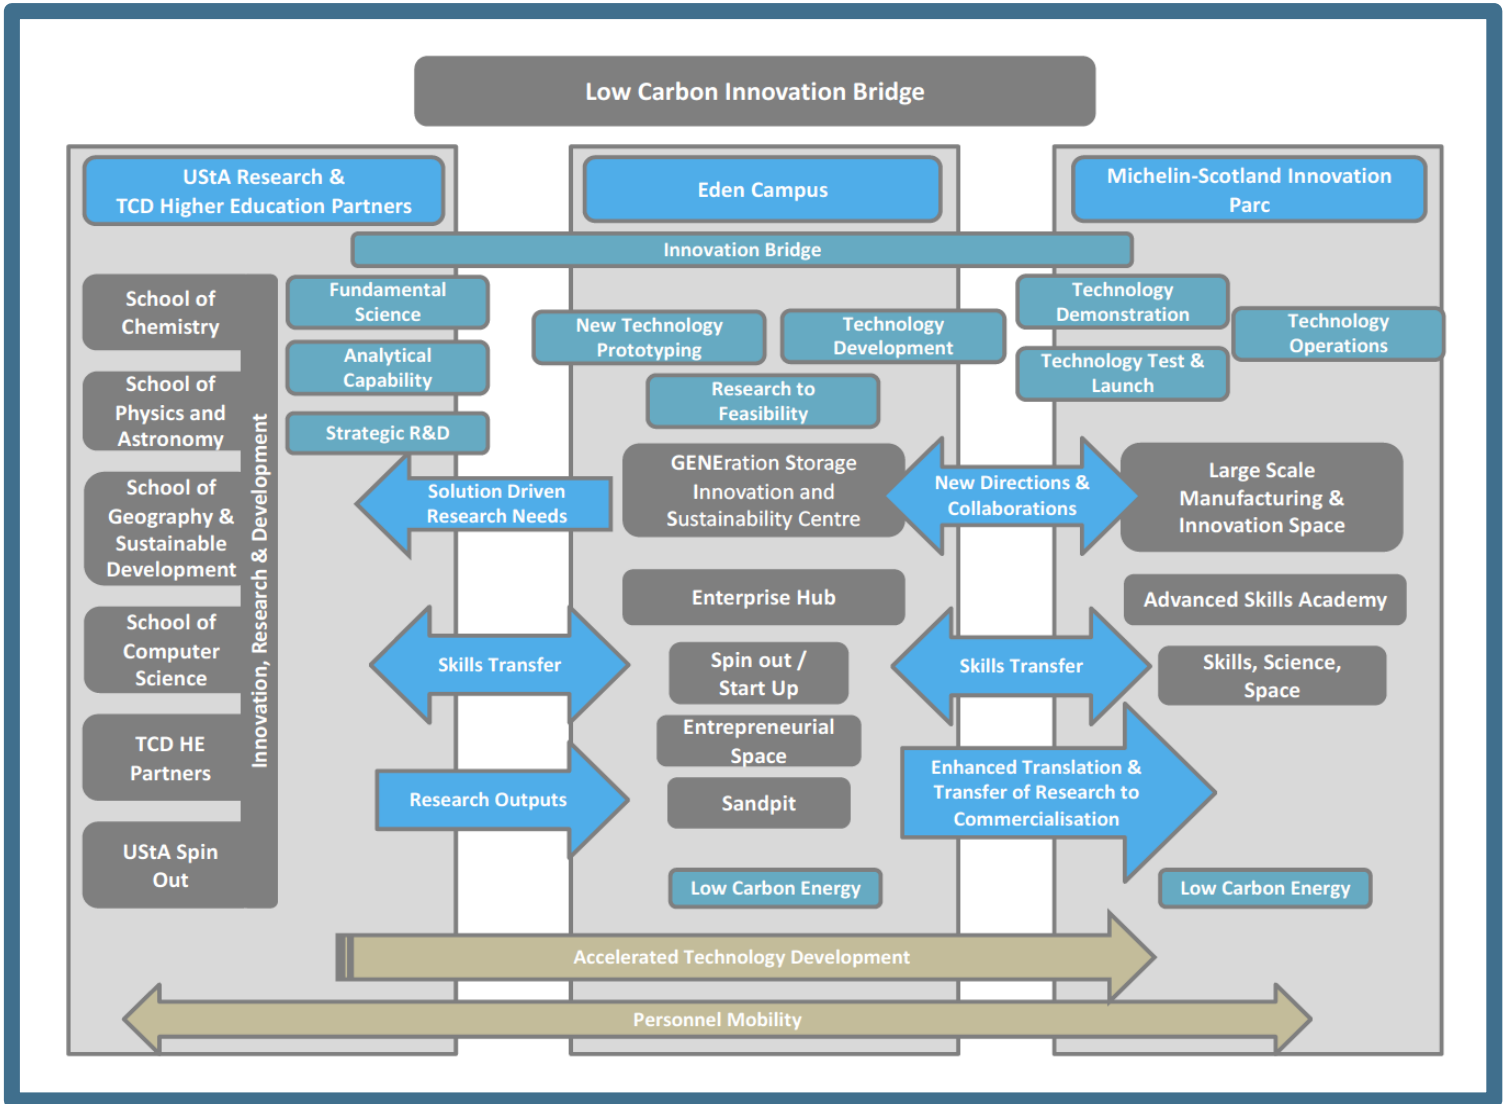 Low Carbon Innovation Bridge
UStA Research &
TCD Higher Education Partners
Eden Campus
Michelin-Scotland Innovation
Parc
Innovation Bridge
School of
Chemistry
School of
Physics and
Astronomy
School of
Geography &
Sustainable
Development
School of
Computer
Science
TCD HE
Partners
UStA Spin
Out
Innovation, Research & Development
Fundamental
Science
Analytical
Capability
Strategic R&D
Solution Driven
Research Needs
Skills Transfer
Research Outputs
New Technology
Prototyping
Technology
Development
Research to
Feasibility
GENEration Storage
Innovation and
Sustainability Centre
Enterprise Hub
Spin out /
Start Up
Entrepreneurial
Space
Sandpit
Low Carbon Energy
New Directions &
Collaborations
Skills Transfer
Enhanced Translation &
Transfer of Research to
Commercialisation
Technology
Demonstration
Technology
Operations
Technology Test &
Launch
Large Scale
Manufacturing &
Innovation Space
Advanced Skills Academy
Skills, Science,
Space
Low Carbon Energy
Accelerated Technology Development
Personnel Mobility